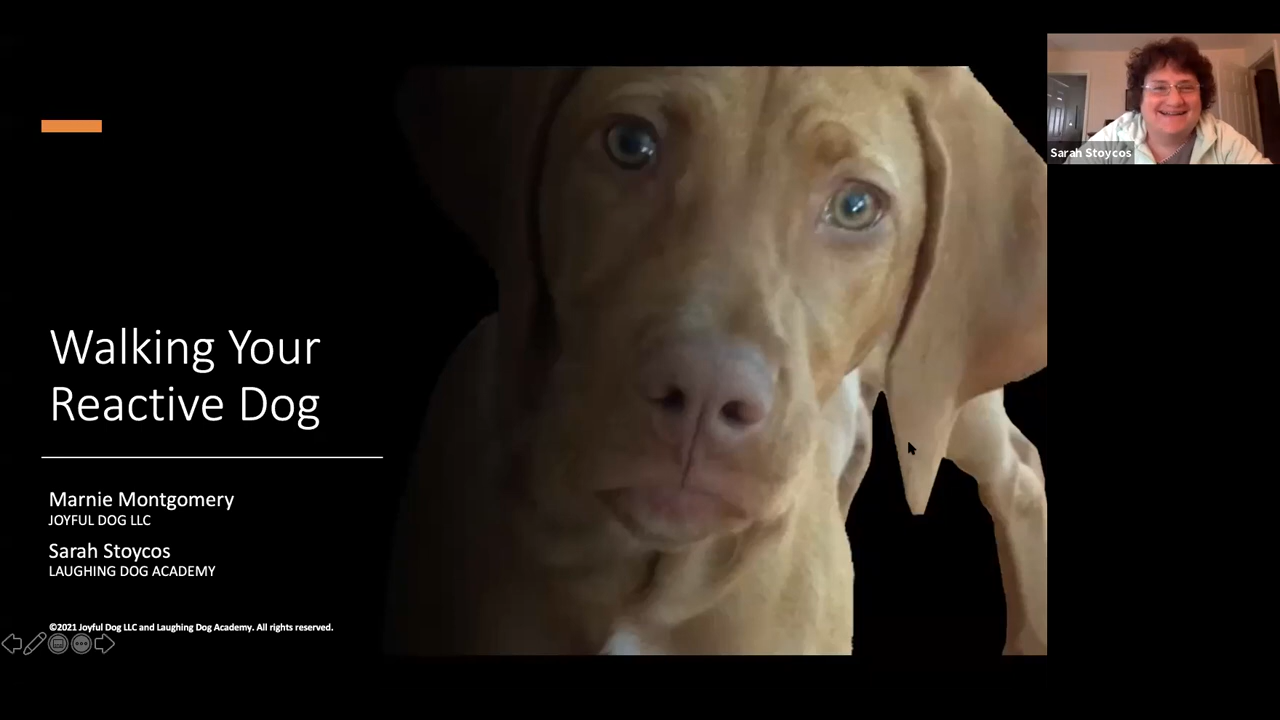 Walking Your
Reactive Dog
Marnie Montgomery
JOYFUL DOG LLC
Sarah Stoycos
LAUGHING DOG ACADEMY
©2021 Joyful Dog LLC and Laughing Dog Academy. All rights reserved.
Sarah Stoycos